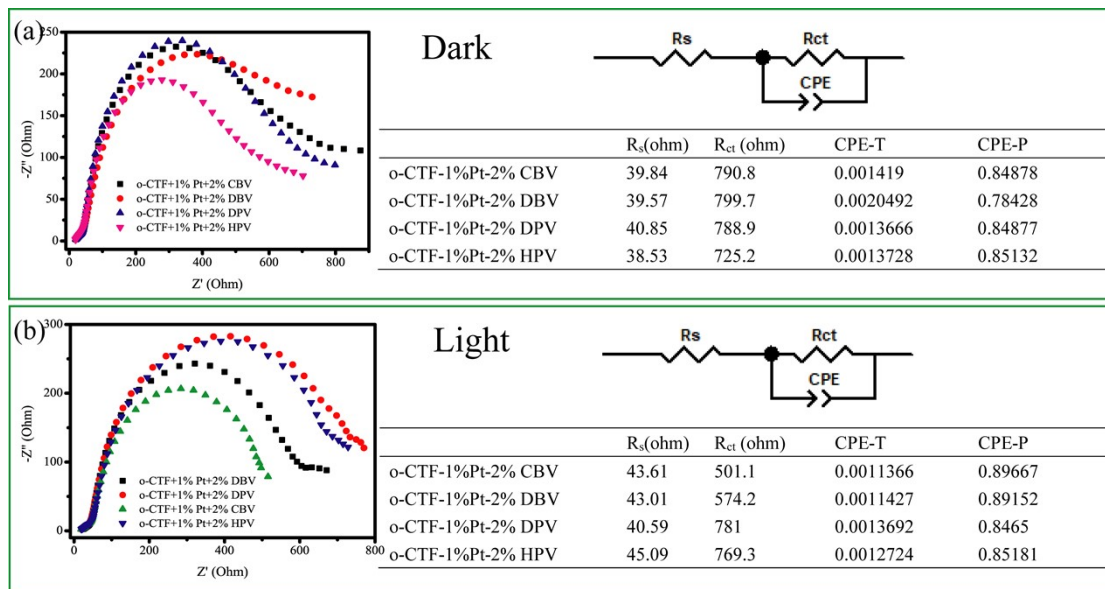 (a)
250
200
150
100
50
0
-Z'' (Ohm)
o-CTF+1% Pt+2% CBV
o-CTF+1% Pt+2% DBV
o-CTF+1% Pt+2% DPV
o-CTF+1% Pt+2% HPV
0 200 400 600 800
Z' (Ohm)
Dark
Rs Rct
CPE
Rs(ohm) Rct (ohm) CPE-T CPE-P
o-CTF-1%Pt-2% CBV 39.84 790.8 0.001419 0.84878
o-CTF-1%Pt-2% DBV 39.57 799.7 0.0020492 0.78428
o-CTF-1%Pt-2% DPV 40.85 788.9 0.0013666 0.84877
o-CTF-1%Pt-2% HPV 38.53 725.2 0.0013728 0.85132
(b)
300
200
100
0
-Z'' (Ohm)
o-CTF+1% Pt+2% DBV
o-CTF+1% Pt+2% DPV
o-CTF+1% Pt+2% CBV
o-CTF+1% Pt+2% HPV
0 200 400 600 800
Z' (Ohm)
Light
Rs Rct
CPE
Rs(ohm) Rct (ohm) CPE-T CPE-P
o-CTF-1%Pt-2% CBV 43.61 501.1 0.0011366 0.89667
o-CTF-1%Pt-2% DBV 43.01 574.2 0.0011427 0.89152
o-CTF-1%Pt-2% DPV 40.59 781 0.0013692 0.8465
o-CTF-1%Pt-2% HPV 45.09 769.3 0.0012724 0.85181